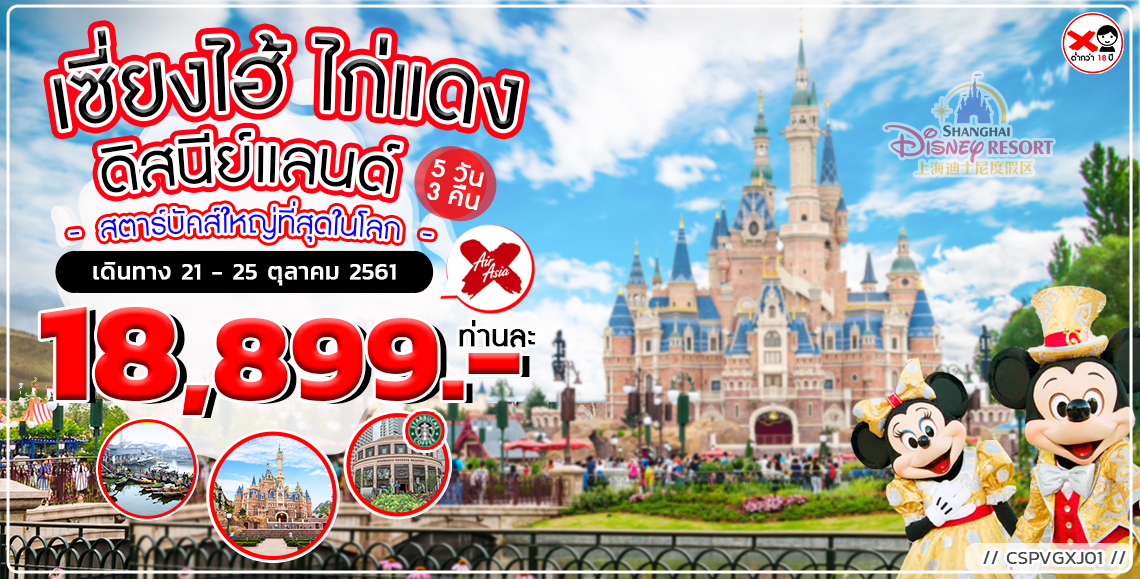 เซี่ยงไฮ้ ไก่แดง
ดิสนีย์แลนด์
5 วัน
3 คืน
- สตาร์บัคส์ใหญ่ที่สุดในโลก -
เดินทาง 21 - 25 ตุลาคม 2561
Air
Asia
X
18,899.-
ท่านละ
X
ต่ำกว่า 18 ปี
SHANGHAI
DISNEY RESORT
上海迪士尼度假区
// CSPVGXJ01 //